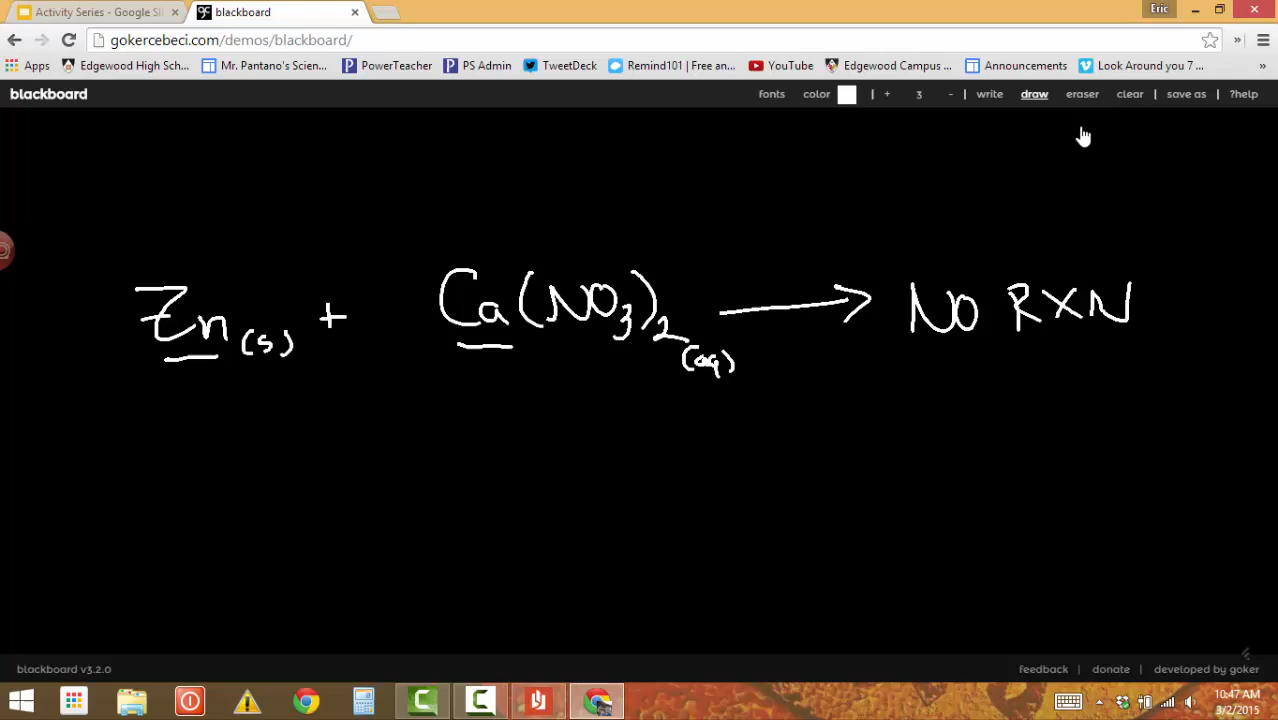 Activity Series - Google Sli
blackboard
Eric
gokercebeci.com/demos/blackboard/
Apps Edgewood High Sch... Mr. Pantano's Scien... PowerTeacher PS Admin TweetDeck Remind101 | Free an... YouTube Edgewood Campus ... Announcements Look Around you 7 ... »
blackboard fonts color | + 3 - | write draw eraser clear | save as | ?help
Zn(s) + Ca(NO3)2(aq) → NO RXN
blackboard v3.2.0 feedback | donate | developed by goker
10:47 AM
3/2/2015